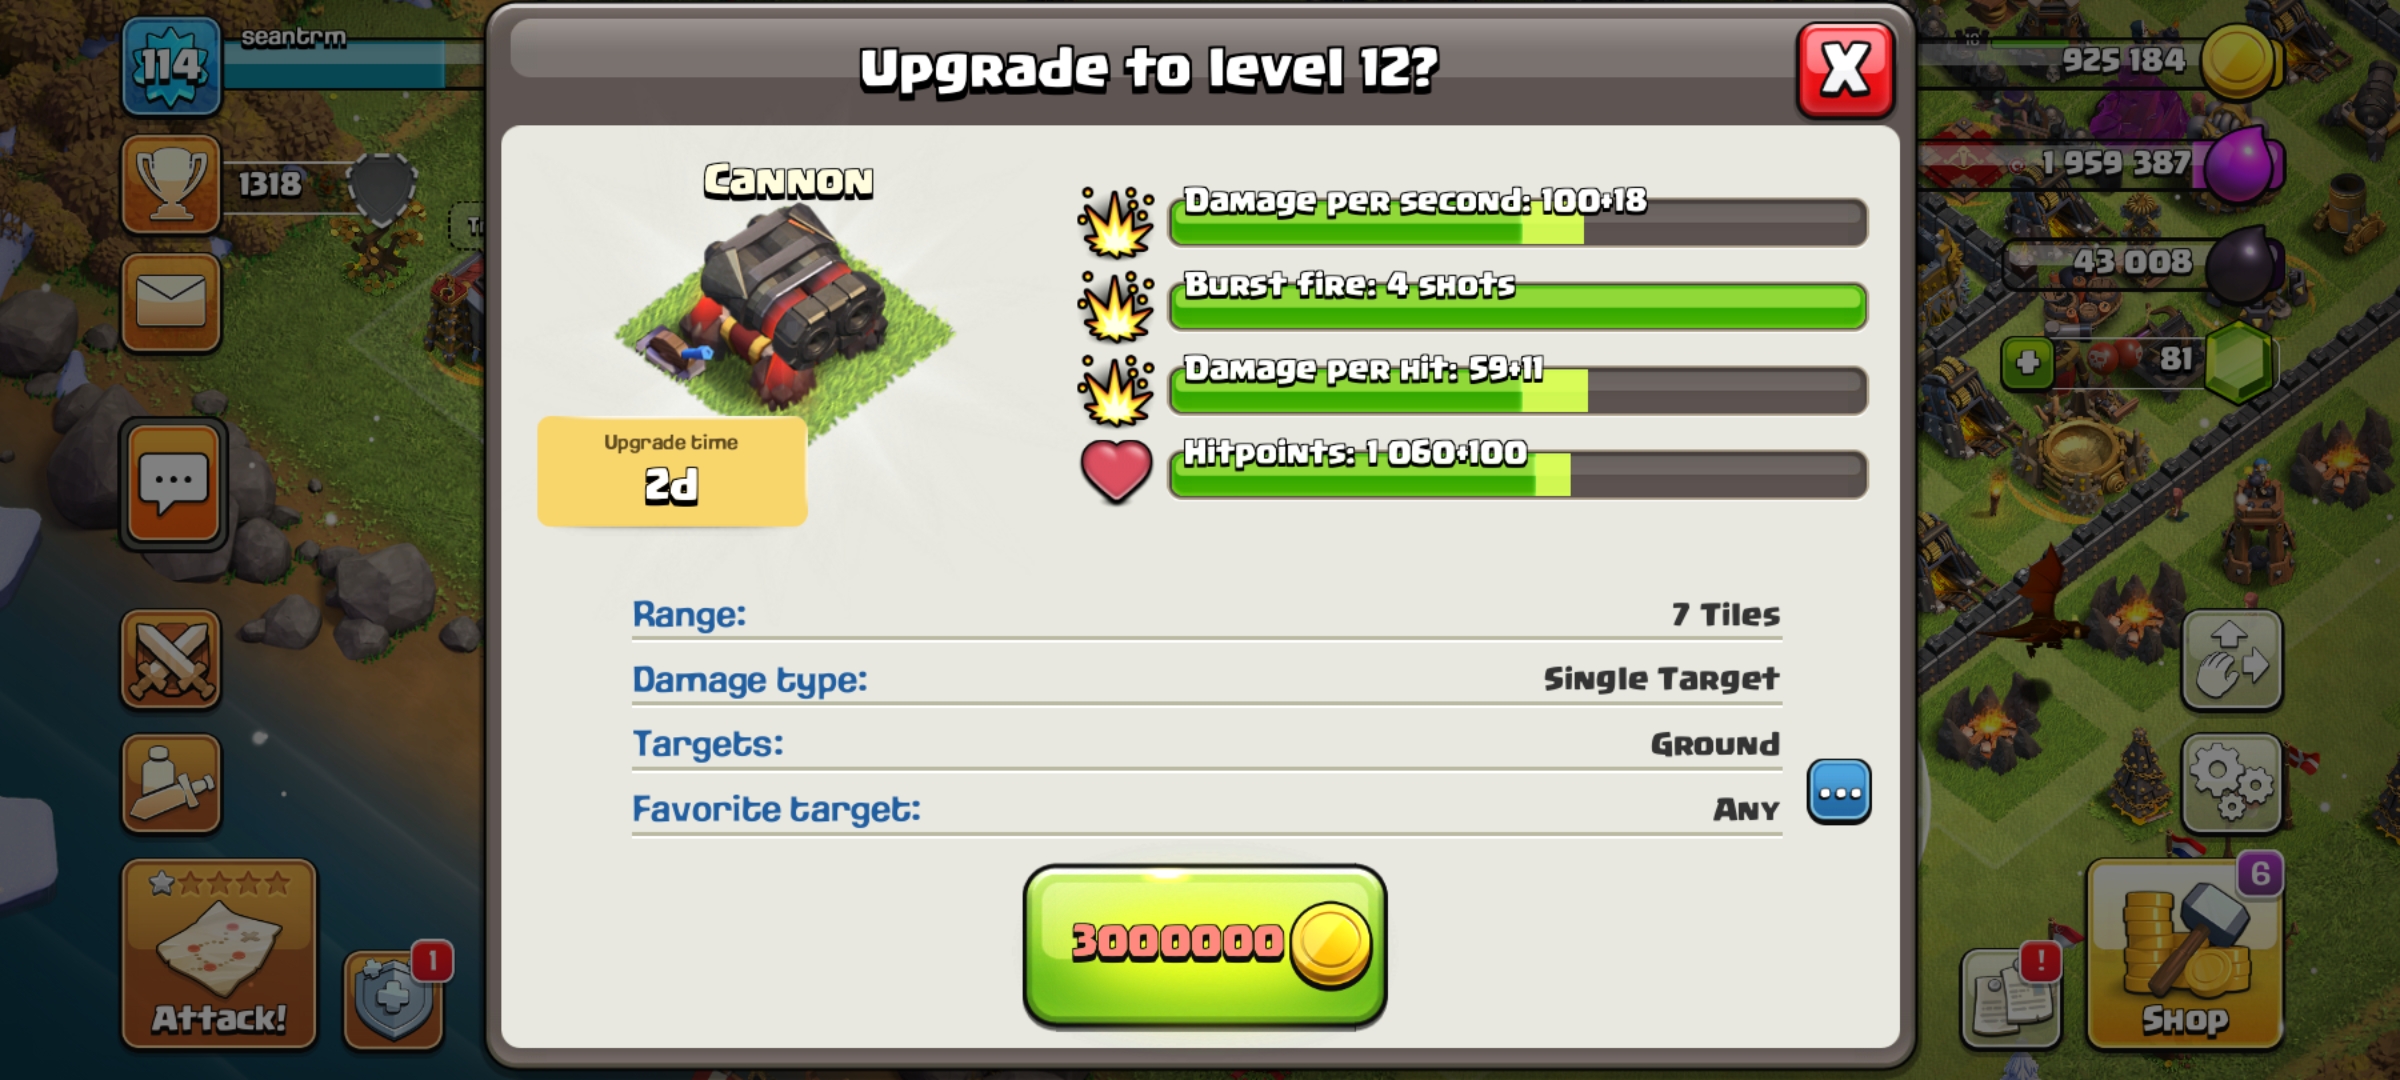 114
seantrm
1318
Upgrade to level 12?
X
925 184
1 959 387
43 008
81
Cannon
Damage per second: 100+18
Burst fire: 4 shots
Damage per hit: 59+11
Hitpoints: 1 060+100
Upgrade time
2d
Range: 7 Tiles
Damage type: Single Target
Targets: Ground
Favorite target: Any
3000000
Attack!
1
!
6
Shop